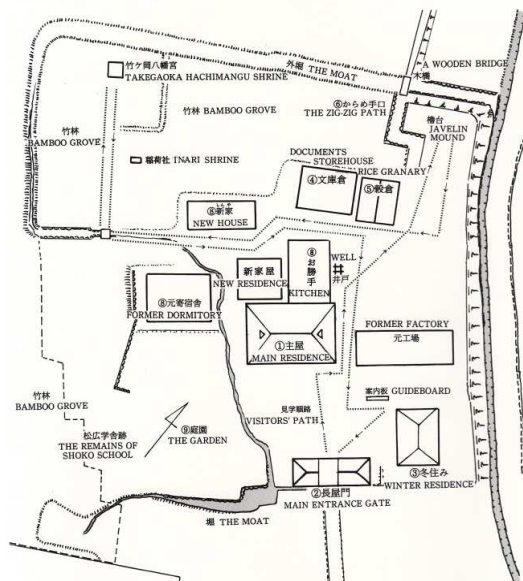 竹ケ岡八幡宮
TAKEGAOKA HACHIMANGU SHRINE
外堀 THE MOAT
A WOODEN BRIDGE
木橋
⑥からめ手口
THE ZIG-ZIG PATH
櫓台
JAVELIN
MOUND
竹林
BAMBOO GROVE
竹林 BAMBOO GROVE
稲荷社 INARI SHRINE
DOCUMENTS
STOREHOUSE
④文庫倉
RICE GRANARY
⑤穀倉
⑧新家
NEW HOUSE
新家屋
NEW RESIDENCE
⑧お勝手
KITCHEN
WELL
井戸
⑧元寄宿舎
FORMER DORMITORY
①主屋
MAIN RESIDENCE
FORMER FACTORY
元工場
竹林
BAMBOO GROVE
案内板 GUIDEBOARD
見学順路
VISITORS' PATH
松広学舎跡
THE REMAINS OF
SHOKO SCHOOL
⑨庭園
THE GARDEN
③冬住み
WINTER RESIDENCE
②長屋門
MAIN ENTRANCE GATE
堀 THE MOAT